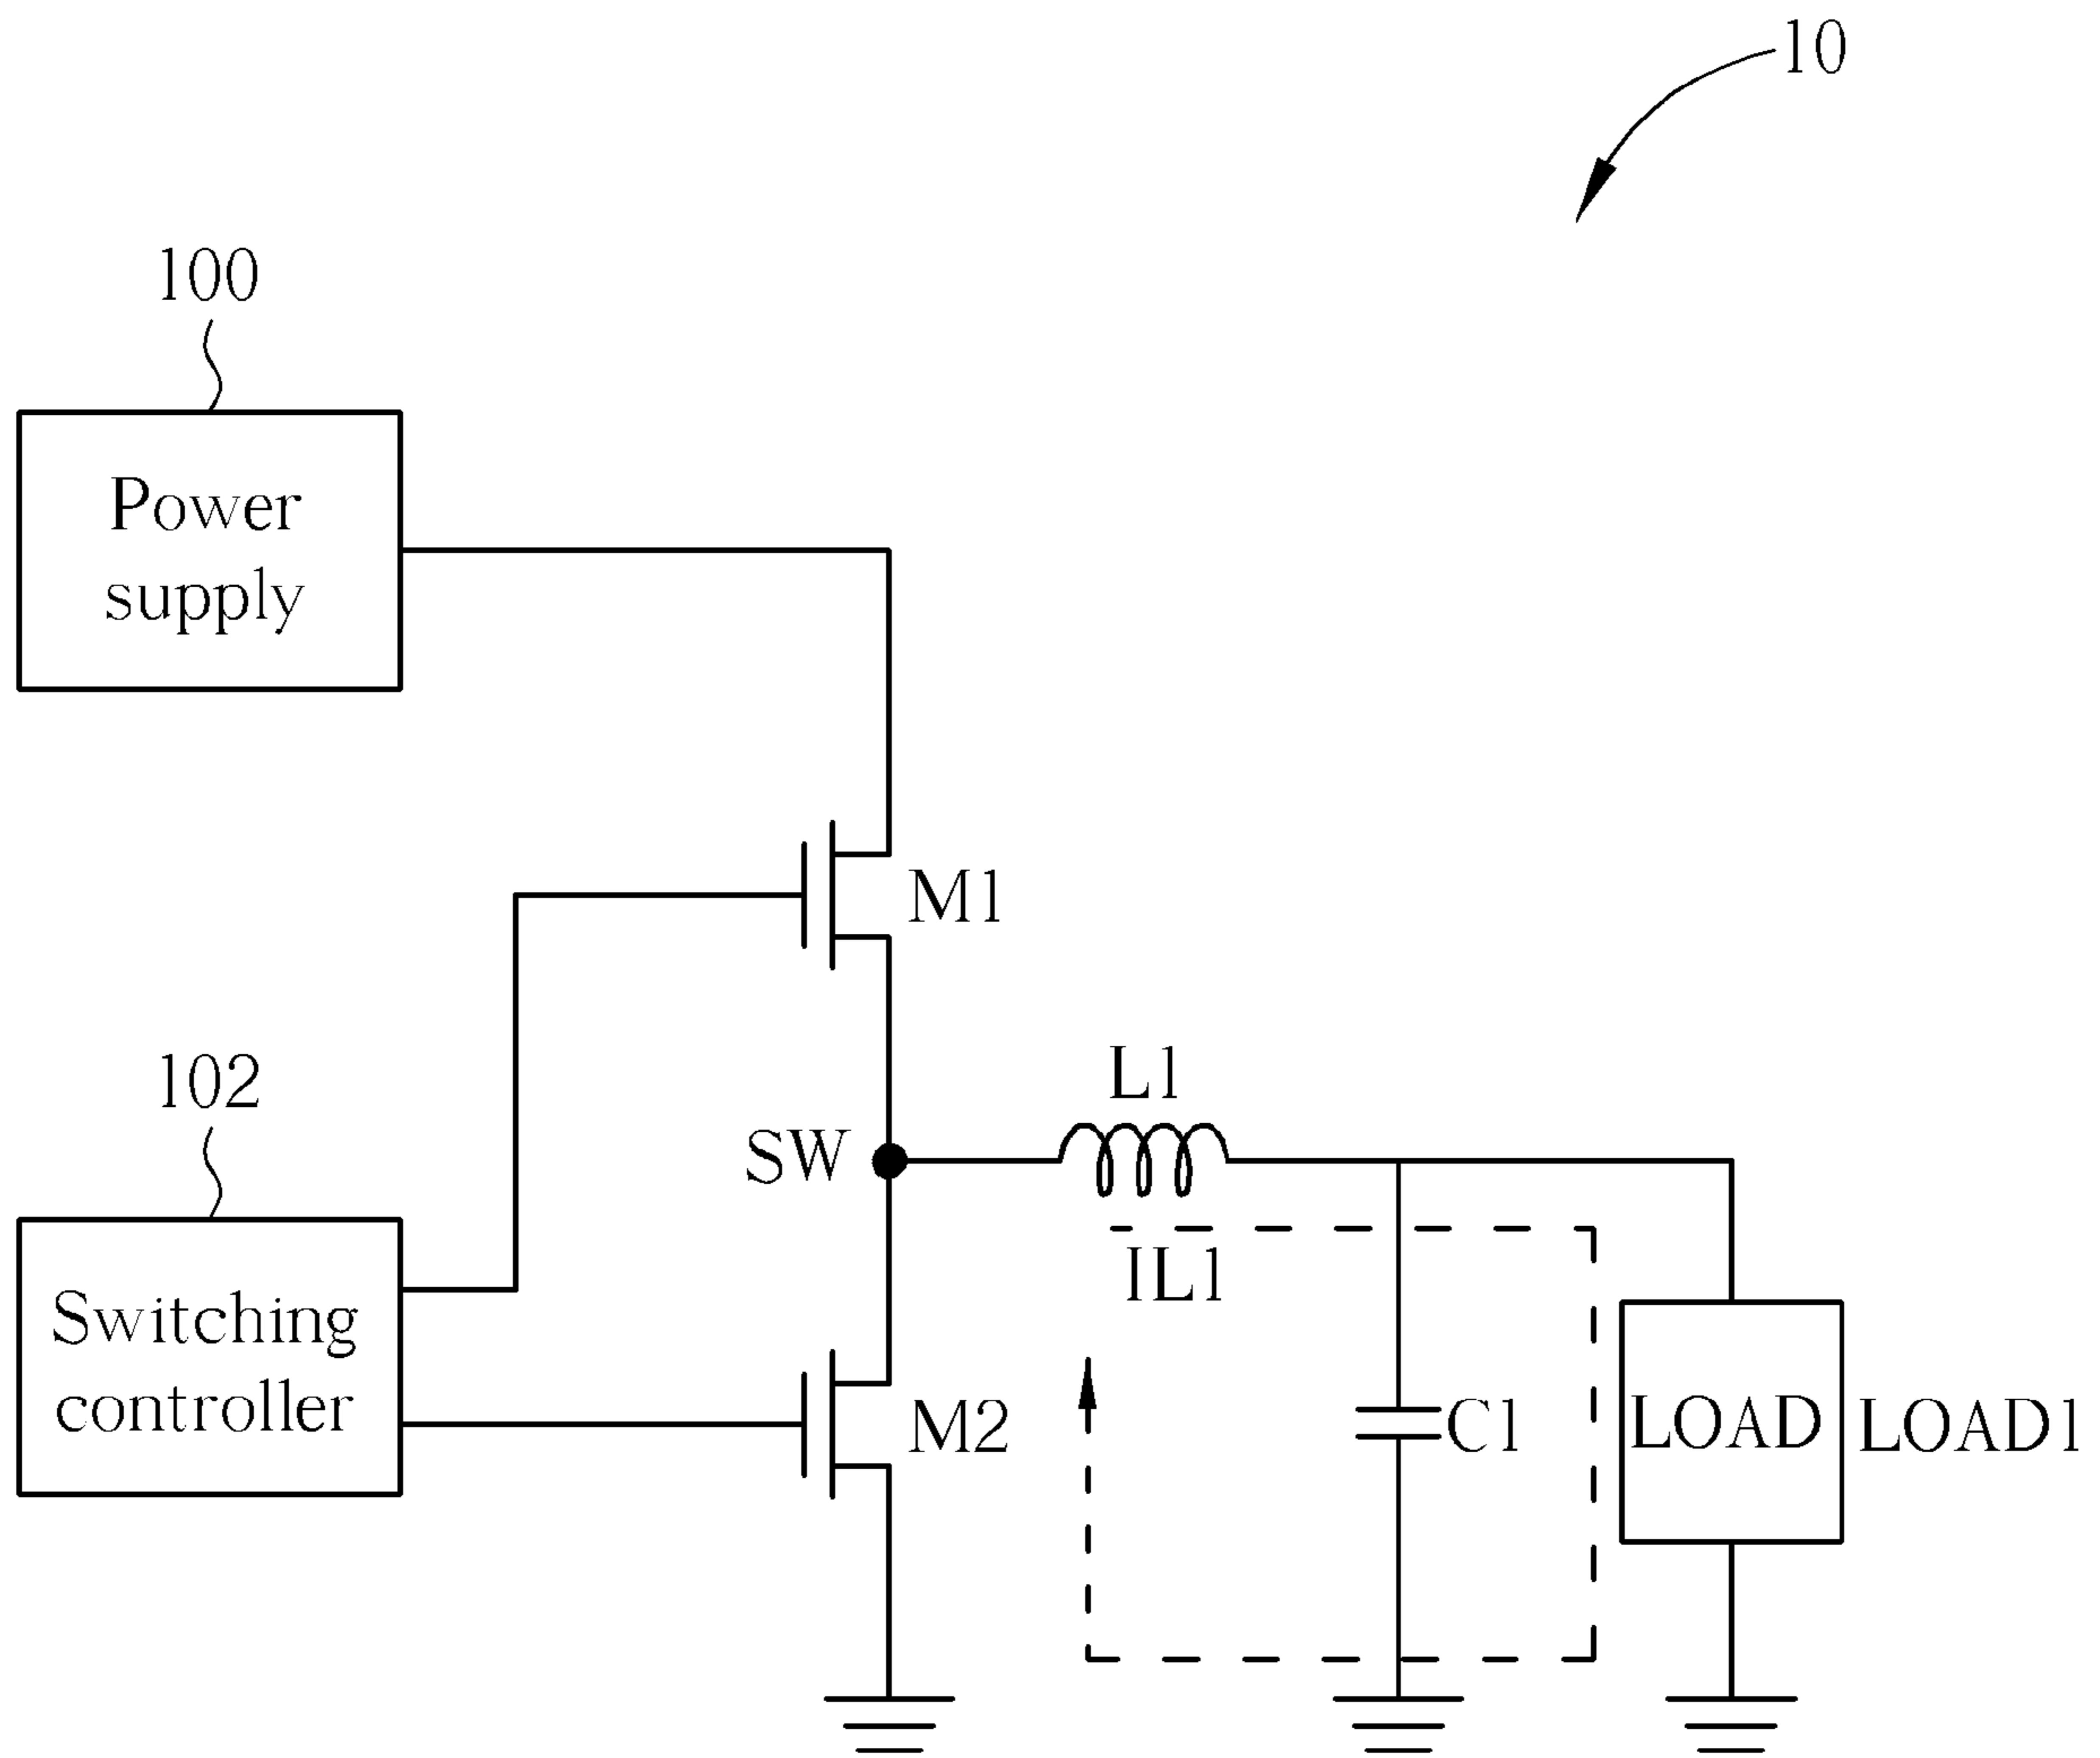 10
100
Power
supply
M1
102
L1
SW
IL1
Switching
controller
M2
C1
LOAD
LOAD1